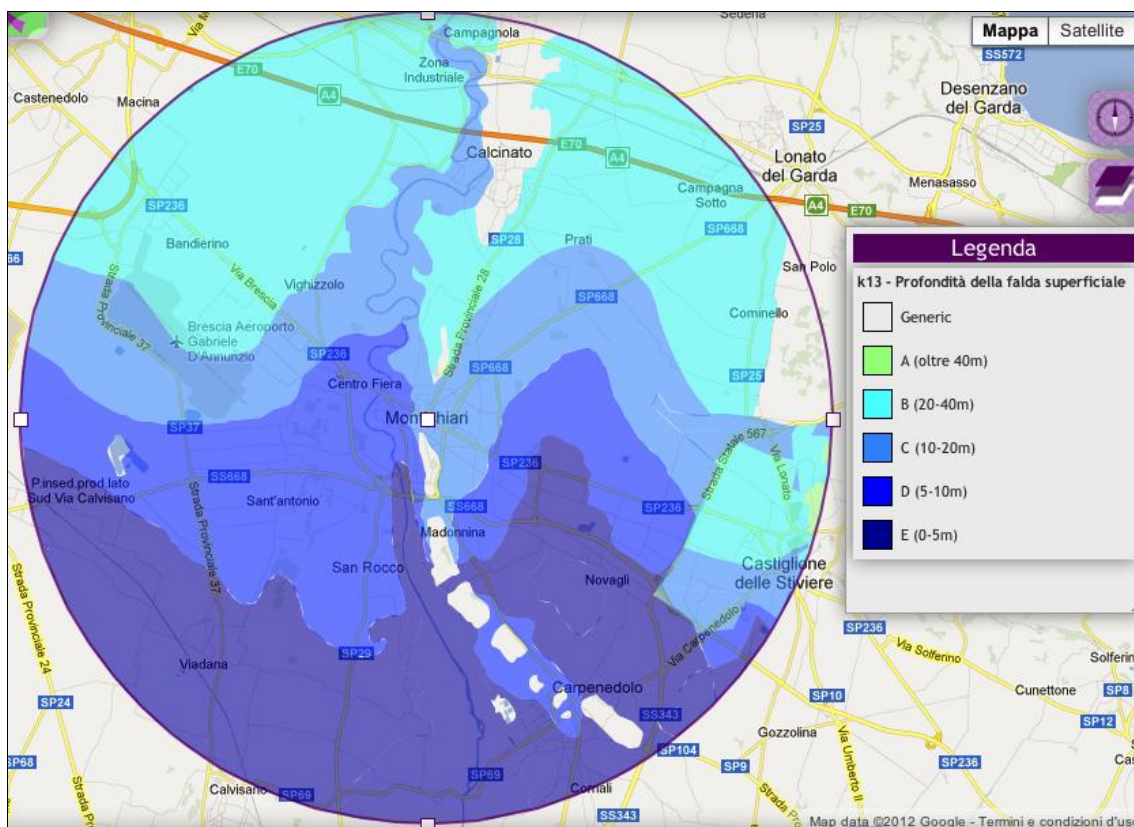 Campagnola
Sedena
Mappa
Satellite
SS572
Zona
Industriale
E70
A4
Castenedolo
Macina
Desenzano
del Garda
SP25
Calcinato
E70
A4
Lonato
del Garda
Menasasso
Campagna
Sotto
A4
E70
SP236
SP668
Bandierino
SP28
Prati
66
Strada Provinciale 37
Via Brescia
Vighizzolo
San Polo
Legenda
k13 - Profondità della falda superficiale
Generic
A (oltre 40m)
B (20-40m)
C (10-20m)
D (5-10m)
E (0-5m)
SP668
Strada Provinciale 28
Cominello
Brescia Aeroporto
Gabriele
D'Annunzio
SP236
SP668
SP25
Centro Fiera
SP37
Strada Statale 567
Via Lonato
P.insed.prod lato
Sud Via Calvisano
SS668
SP236
Sant'antonio
SS668
SP236
Madonnina
Strada Provinciale 37
San Rocco
Novagli
Castiglione
delle Stiviere
Strada Provinciale 24
Via Carpenedolo
SP236
Via Solferino
SP29
Viadana
Solferin
Carpenedolo
SP10
Cunettone
SP8
SP24
SS343
SP12
Gozzolina
SP104
Via Umberto II
SP68
SP9
SP236
SP69
Calvisano
SP69
SS343
Map data ©2012 Google - Termini e condizioni d'uso